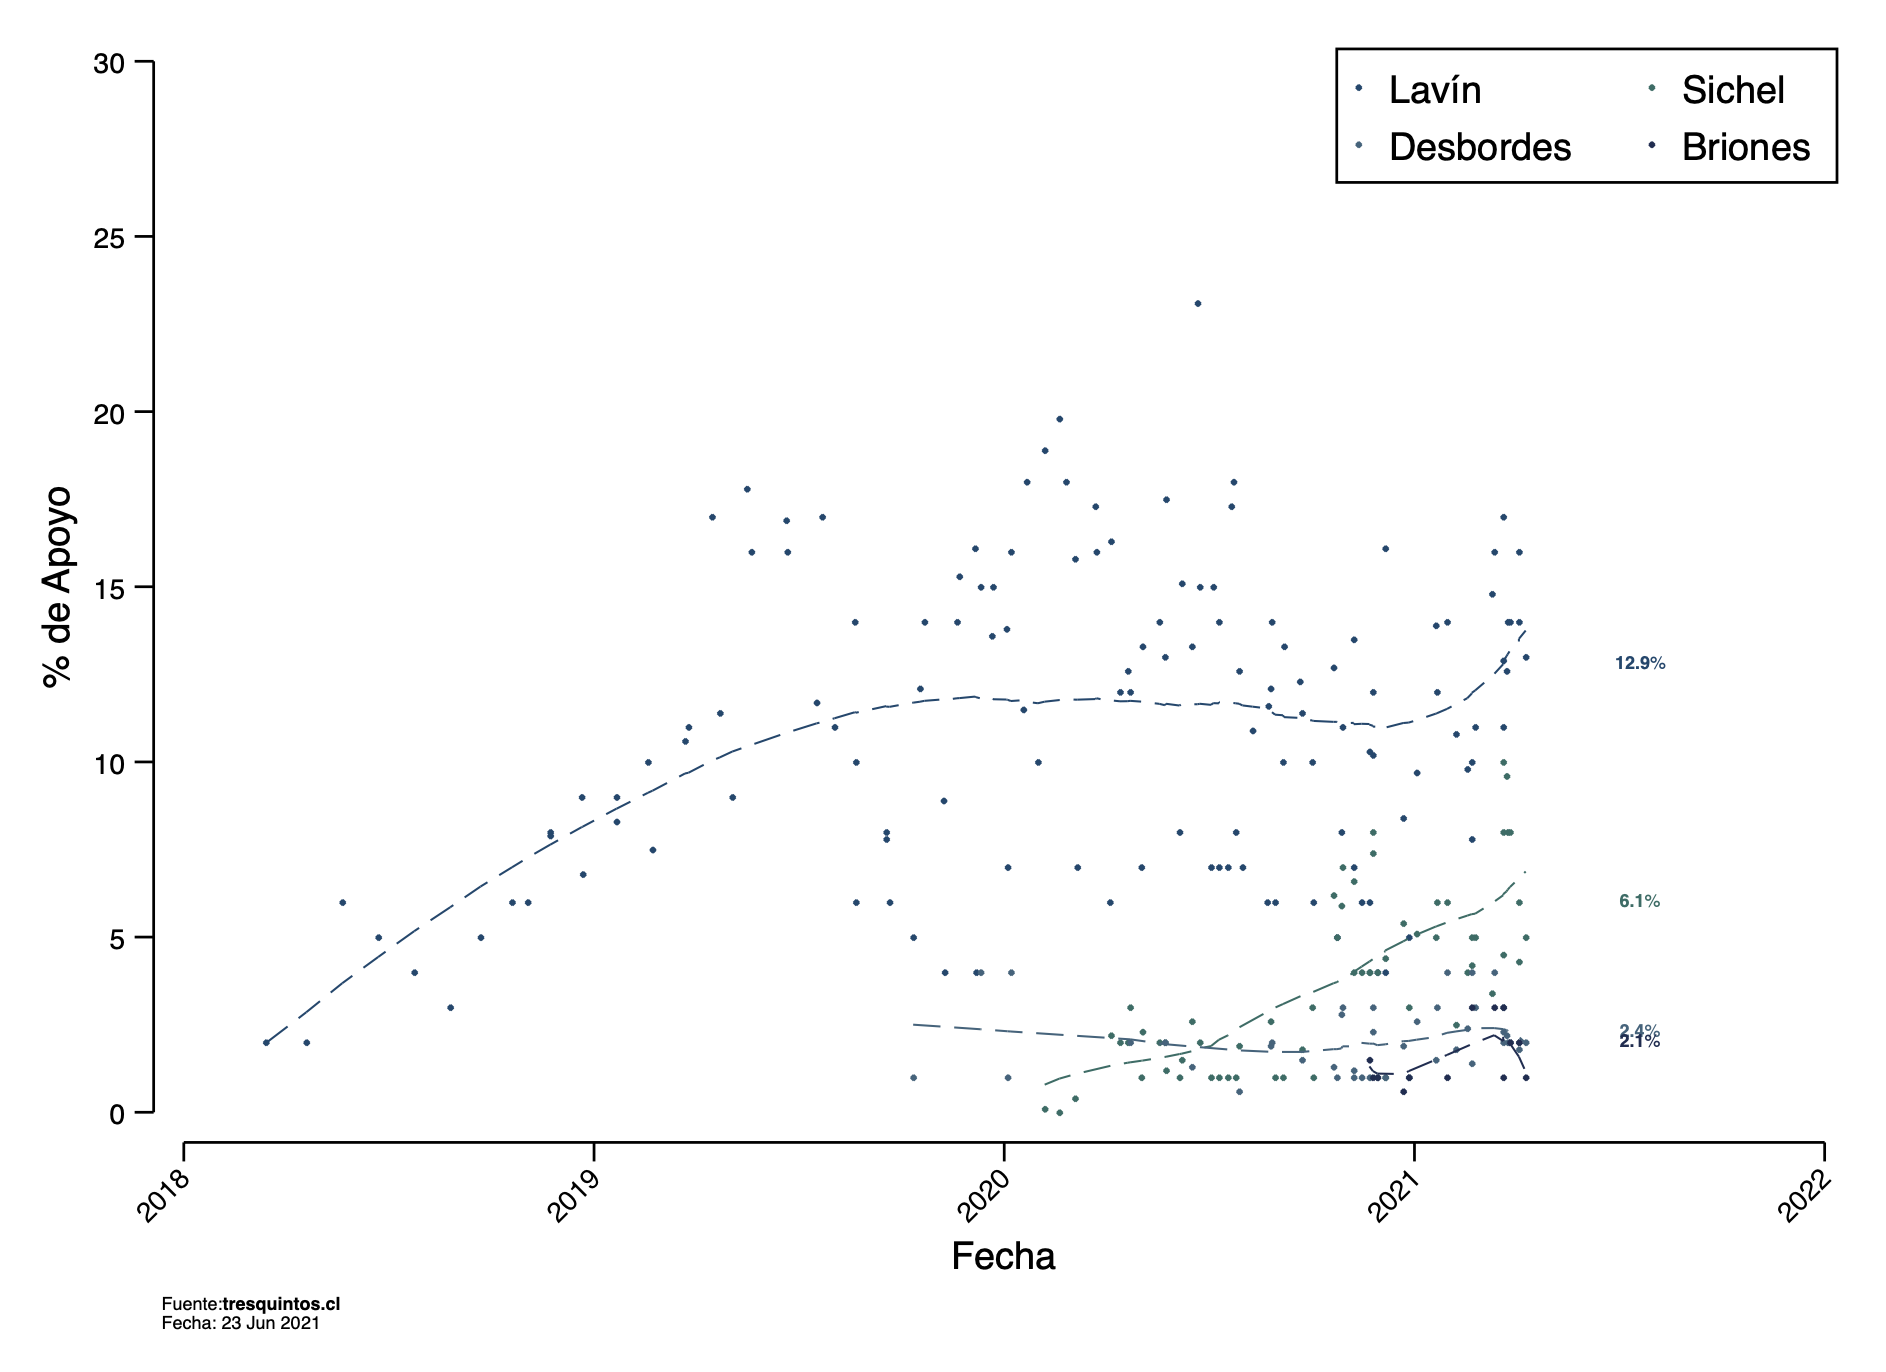 30
25
20
15
10
5
0
% de Apoyo
Lavín
Sichel
Desbordes
Briones
12.9%
6.1%
2.4%
2.1%
2018
2019
2020
2021
2022
Fecha
Fuente:tresquintos.cl
Fecha: 23 Jun 2021